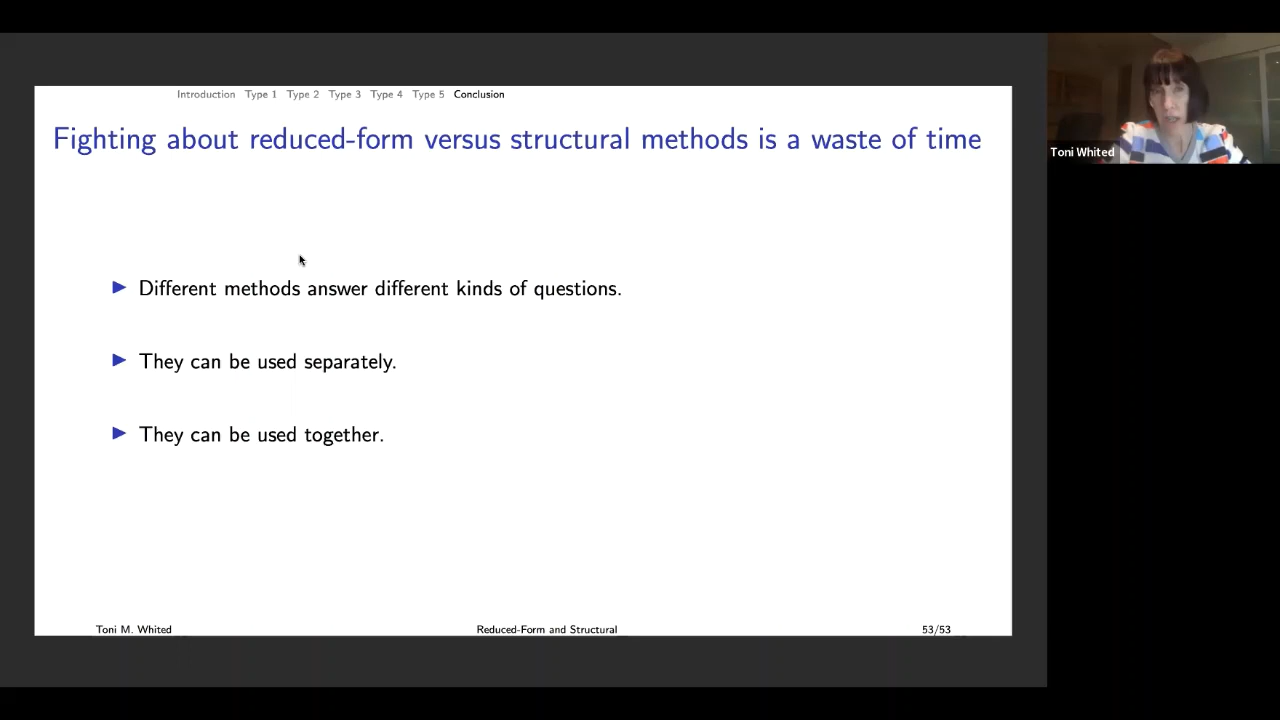 Introduction Type 1 Type 2 Type 3 Type 4 Type 5 Conclusion
Fighting about reduced-form versus structural methods is a waste of time
Toni Whited
Different methods answer different kinds of questions.
They can be used separately.
They can be used together.
Toni M. Whited Reduced-Form and Structural 53/53